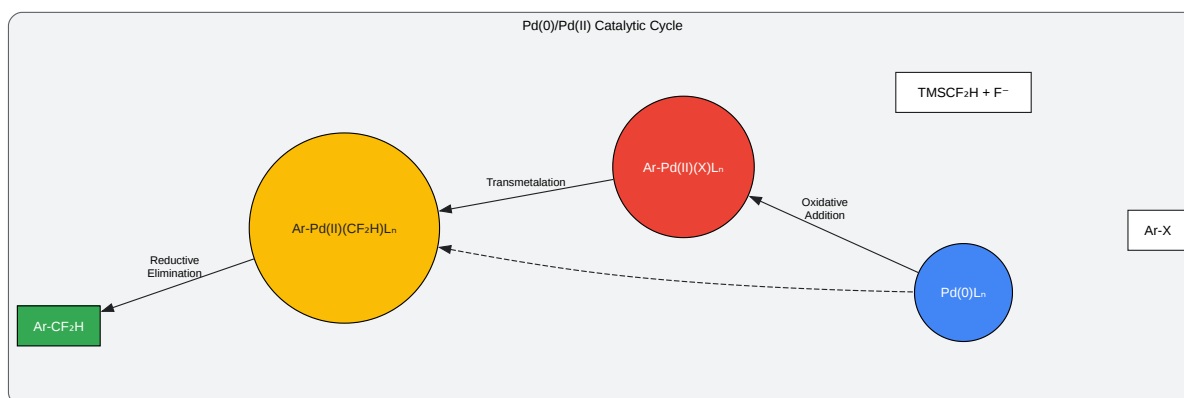 Pd(0)/Pd(II) Catalytic Cycle
TMSCF₂H + F⁻
Ar-Pd(II)(X)Lₙ
Transmetalation
Oxidative
Addition
Ar-Pd(II)(CF₂H)Lₙ
Ar-X
Reductive
Elimination
Pd(0)Lₙ
Ar-CF₂H